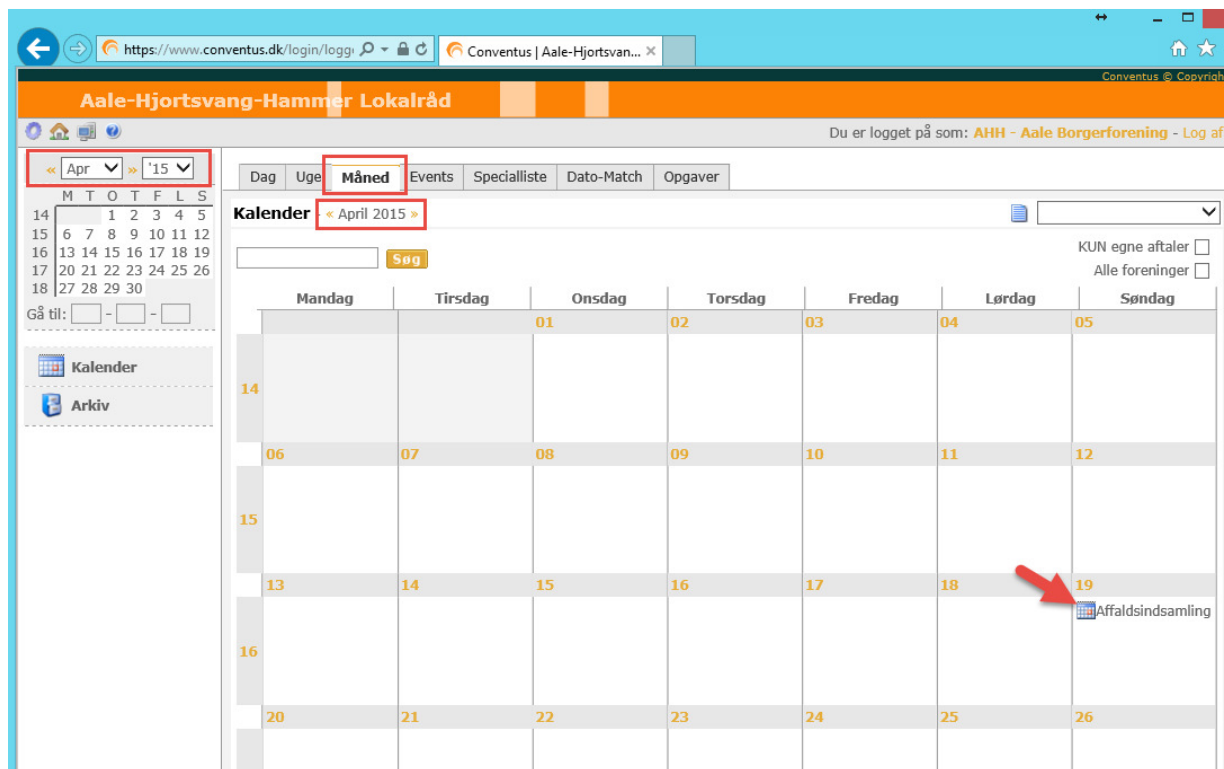 https://www.conventus.dk/login/logg
Conventus | Aale-Hjortsvan...
Conventus © Copyrigh
Aale-Hjortsvang-Hammer Lokalråd
Du er logget på som: AHH - Aale Borgerforening - Log af
« Apr » '15
M T O T F L S
14 1 2 3 4 5
15 6 7 8 9 10 11 12
16 13 14 15 16 17 18 19
17 20 21 22 23 24 25 26
18 27 28 29 30
Gå til: - -
Kalender
Arkiv
Dag Uge Måned Events Specialliste Dato-Match Opgaver
Kalender - « April 2015 »
KUN egne aftaler
Søg
Alle foreninger
Mandag Tirsdag Onsdag Torsdag Fredag Lørdag Søndag
01 02 03 04 05
14
06 07 08 09 10 11 12
15
13 14 15 16 17 18 19
Affaldsindsamling
16
20 21 22 23 24 25 26